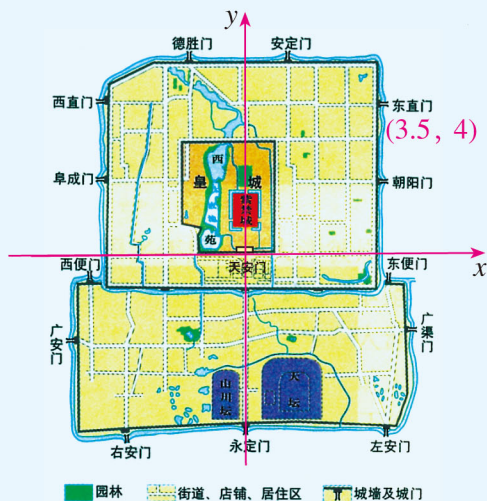 y
德胜门 安定门
西直门 东直门
(3.5, 4)
西
阜成门 皇 城 朝阳门
紫禁城
苑
天安门 x
西便门 东便门
广安门 广渠门
山川坛 天坛
右安门 永定门 左安门
园林 街道、店铺、居住区 城墙及城门